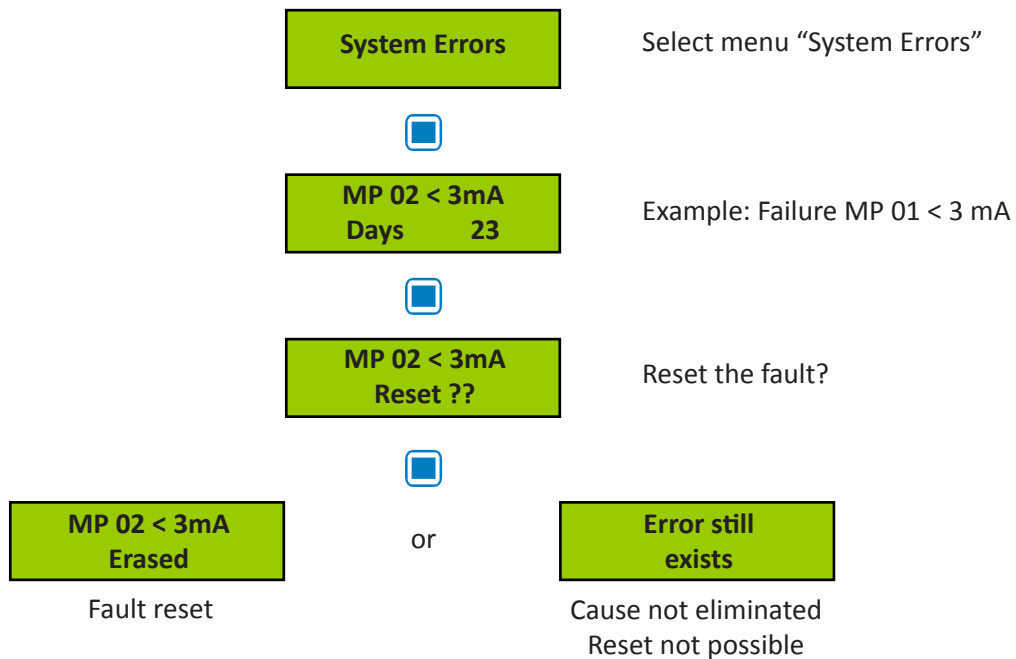 System Errors
Select menu “System Errors”
MP 02 < 3mA
Days 23
Example: Failure MP 01 < 3 mA
MP 02 < 3mA
Reset ??
Reset the fault?
MP 02 < 3mA
Erased
or
Error still
exists
Fault reset
Cause not eliminated
Reset not possible